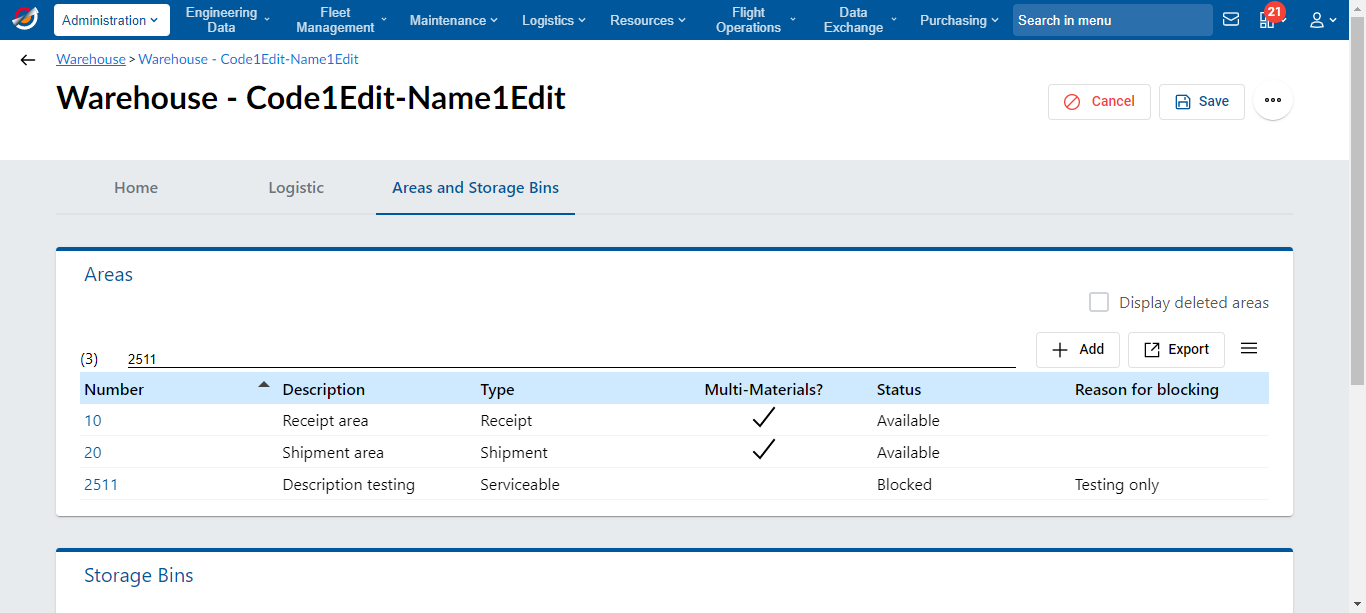 Administration
Engineering Data
Fleet Management
Maintenance
Logistics
Resources
Flight Operations
Data Exchange
Purchasing
Search in menu
21
Warehouse > Warehouse - Code1Edit-Name1Edit
Warehouse - Code1Edit-Name1Edit
Cancel
Save
Home
Logistic
Areas and Storage Bins
Areas
Display deleted areas
(3)
2511
Add
Export
Number Description Type Multi-Materials? Status Reason for blocking
10 Receipt area Receipt Available
20 Shipment area Shipment Available
2511 Description testing Serviceable Blocked Testing only
Storage Bins